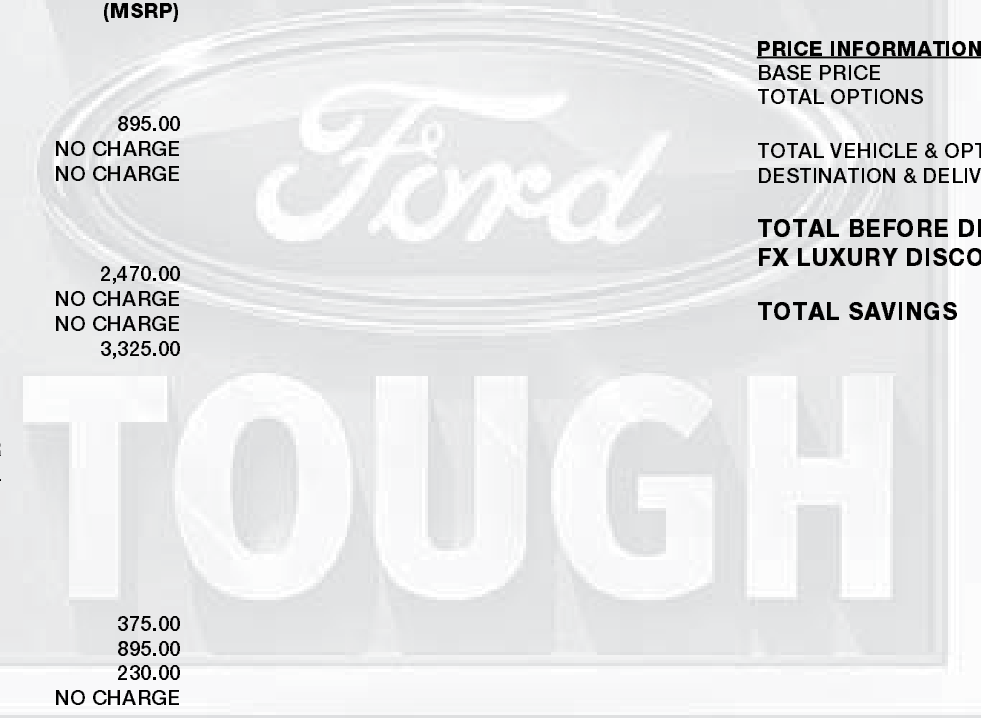 (MSRP)
895.00
NO CHARGE
NO CHARGE
2,470.00
NO CHARGE
NO CHARGE
3,325.00
375.00
895.00
230.00
NO CHARGE
Ford
TOUGH
PRICE INFORMATION
BASE PRICE
TOTAL OPTIONS
TOTAL VEHICLE & OPT
DESTINATION & DELIV
TOTAL BEFORE DI
FX LUXURY DISCO
TOTAL SAVINGS